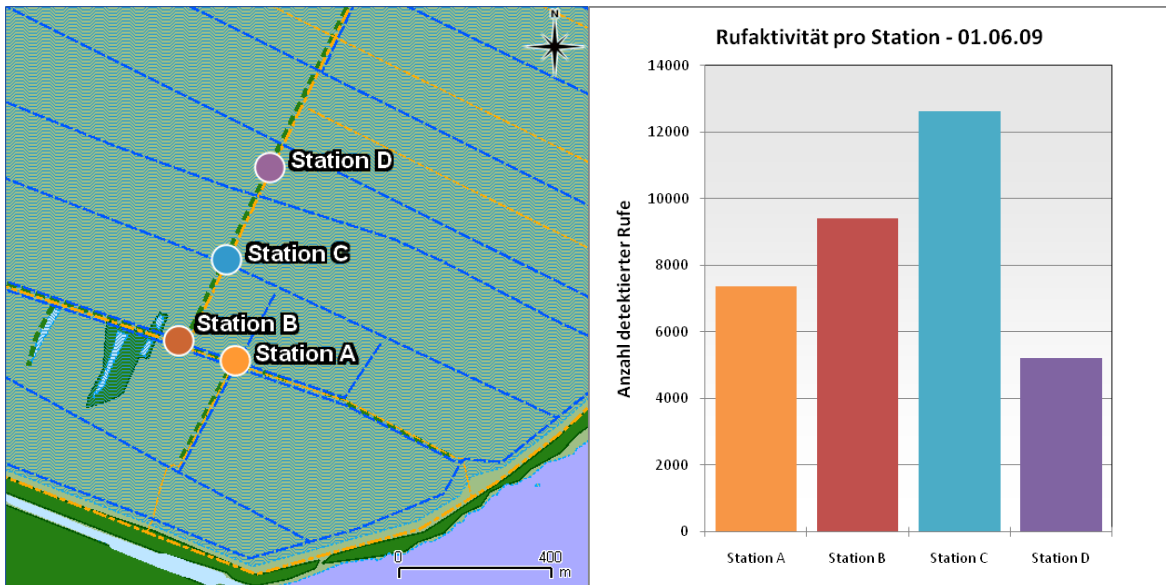 N
Station D
Station C
Station B
Station A
0
400
m
Rufaktivität pro Station - 01.06.09
Anzahl detektierter Rufe
14000
12000
10000
8000
6000
4000
2000
0
Station A
Station B
Station C
Station D